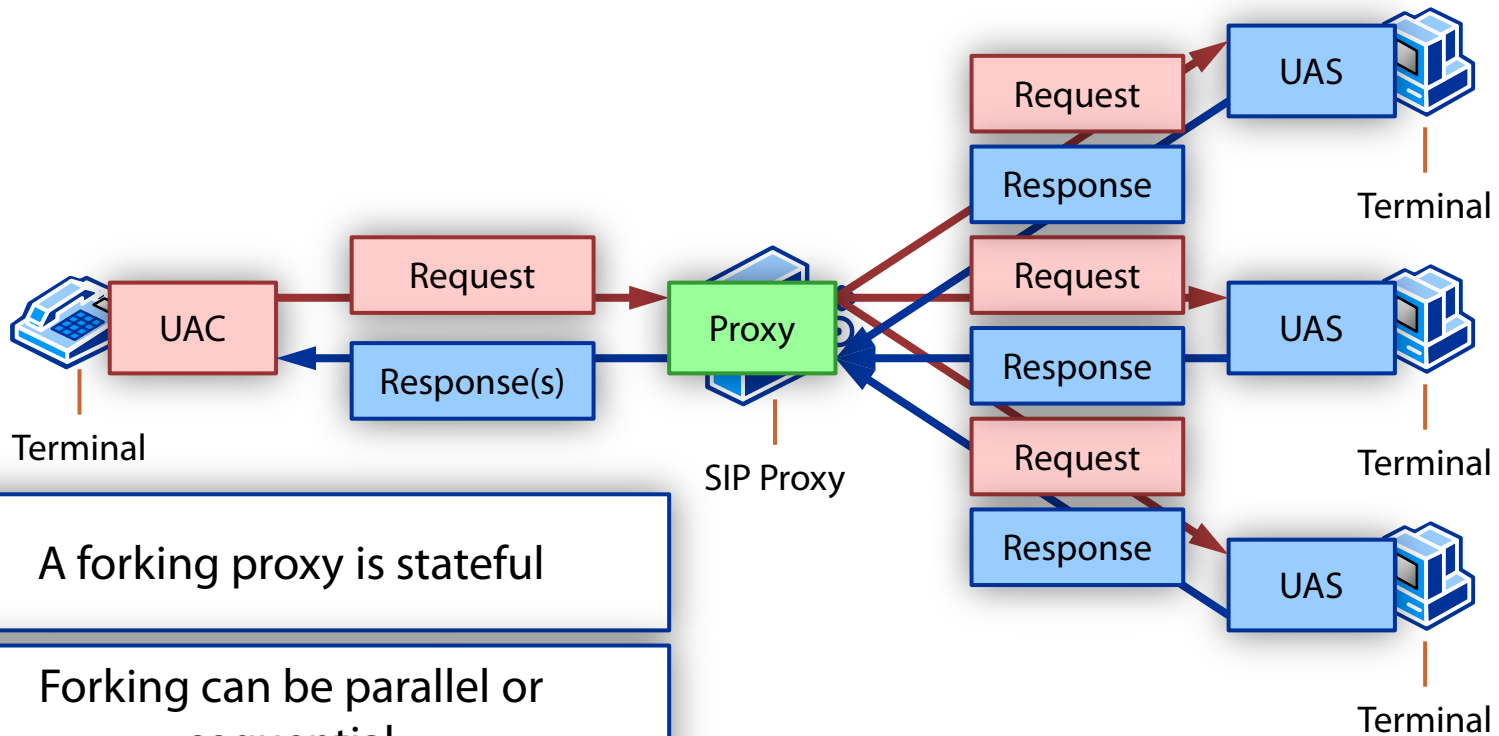 UAS
Request
Response
Terminal
Request
Request
UAC
Proxy
UAS
Response(s)
Response
Terminal
Request
Terminal
SIP Proxy
Response
UAS
A forking proxy is stateful
Forking can be parallel or
sequential
Terminal